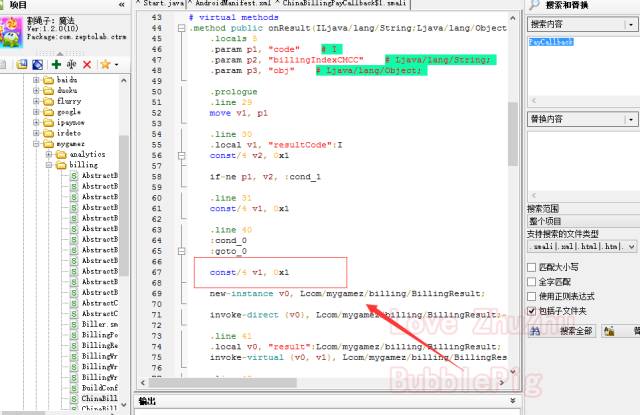 项目
割绳子: 魔法
Ver:1.2.0(10)
Package:com.zeptolab.ctrm
baidu
duoku
flurry
google
ipaynow
irdeto
mygamez
analytics
billing
AbstractB
AbstractB
AbstractB
AbstractB
AbstractB
AbstractB
AbstractB
AbstractB
AbstractC
AbstractC
Biller.sm
BillingPo
BillingRe
BillingVr
BillingWr
BuildConf
ChinaBill
ChinaBill
Start.java
AndroidManifest.xml
ChinaBillingPayCallback$1.smali
43
44 # virtual methods
.method public onResult(ILjava/lang/String;Ljava/lang/Object
45 .locals 5
46 .param p1, "code" # I
47 .param p2, "billingIndexCMCC" # Ljava/lang/String;
48 .param p3, "obj" # Ljava/lang/Object;
49
50 .prologue
51 .line 29
52 move v1, p1
53
54 .line 30
55 .local v1, "resultCode":I
56 const/4 v2, 0x1
57
58 if-ne p1, v2, :cond_1
59
60 .line 31
61 const/4 v1, 0x1
62
63 .line 40
64 :cond_0
65 :goto_0
66
67 const/4 v1, 0x1
68
69 new-instance v0, Lcom/mygamez/billing/BillingResult;
70
71 invoke-direct {v0}, Lcom/mygamez/billing/BillingResult;
72
73 .line 41
74 .local v0, "result":Lcom/mygamez/billing/BillingResult;
75 invoke-virtual {v0, v1}, Lcom/mygamez/billing/BillingRes
76
Love ZhuZhu
BubblePig
输出
搜索和替换
搜索内容
PayCallback
替换内容
搜索范围
整个项目
支持搜索的文件类型
.smali|.xml|.html|.htm|.
匹配大小写
全字匹配
使用正则表达式
包括子文件夹
搜索全部
替